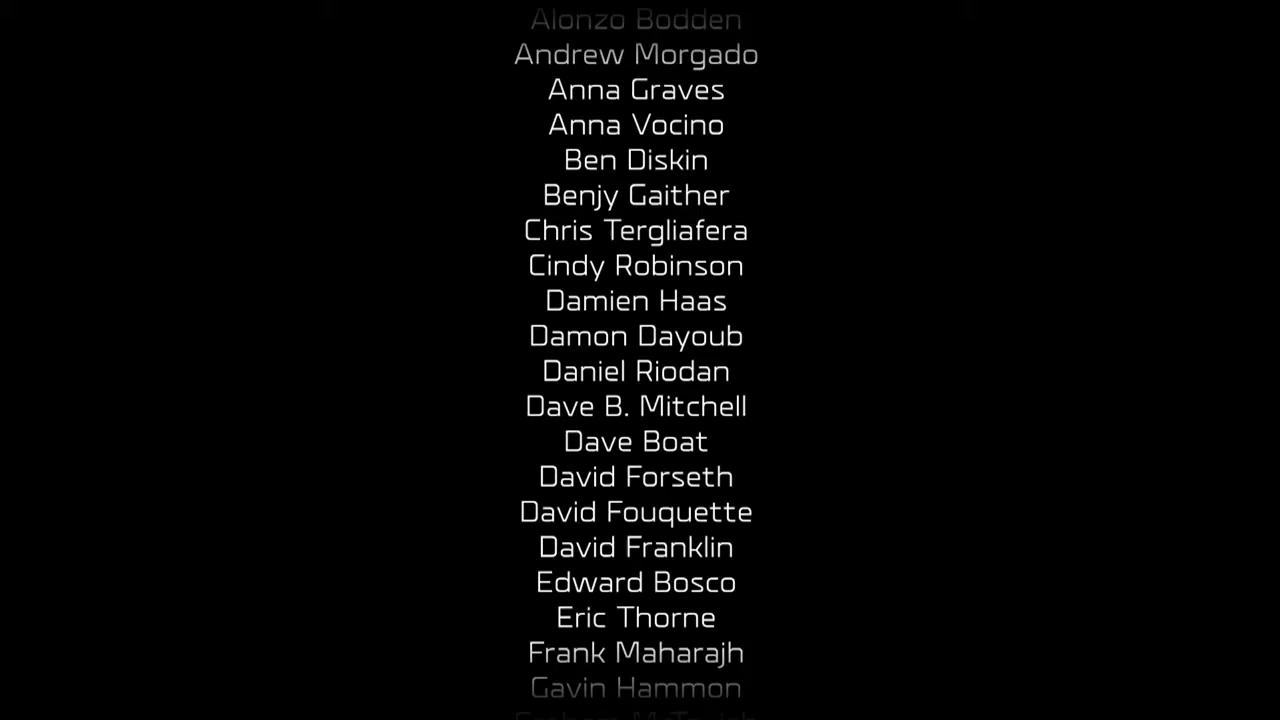 Alonzo Bodden
Andrew Morgado
Anna Graves
Anna Vocino
Ben Diskin
Benjy Gaither
Chris Tergliafera
Cindy Robinson
Damien Haas
Damon Dayoub
Daniel Riodan
Dave B. Mitchell
Dave Boat
David Forseth
David Fouquette
David Franklin
Edward Bosco
Eric Thorne
Frank Maharajh
Gavin Hammon